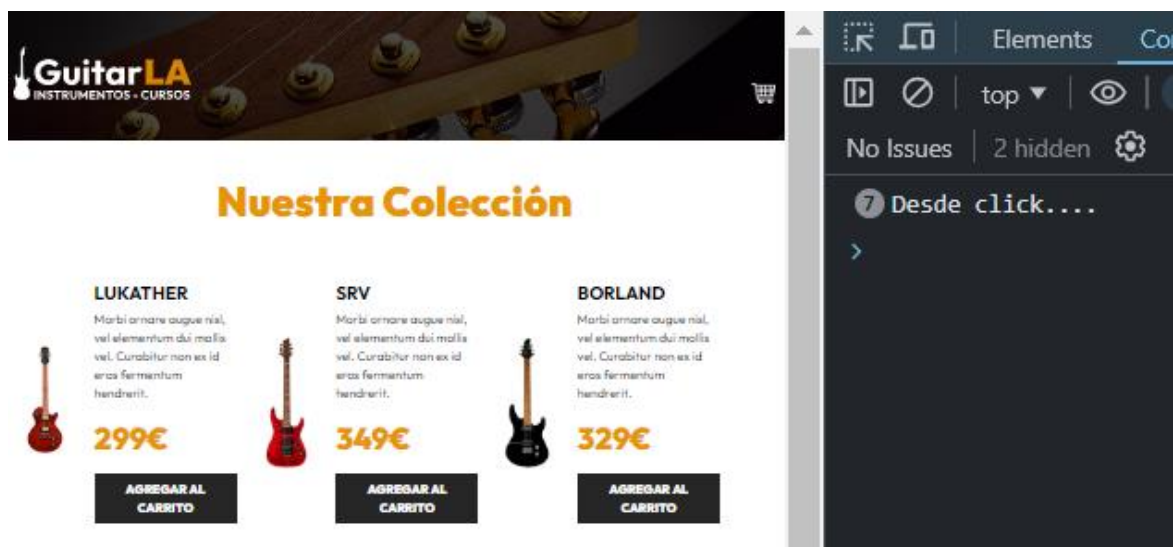 GuitarLA
INSTRUMENTOS - CURSOS
Nuestra Colección
LUKATHER
Morbi ornare augue nisl,
vel elementum dui mollis
vel. Curabitur non ex id
eros fermentum
hendrerit.
299€
AGREGAR AL
CARRITO
SRV
Morbi ornare augue nisl,
vel elementum dui mollis
vel. Curabitur non ex id
eros fermentum
hendrerit.
349€
AGREGAR AL
CARRITO
BORLAND
Morbi ornare augue nisl,
vel elementum dui mollis
vel. Curabitur non ex id
eros fermentum
hendrerit.
329€
AGREGAR AL
CARRITO
Elements Co
top
No Issues 2 hidden
7 Desde click....